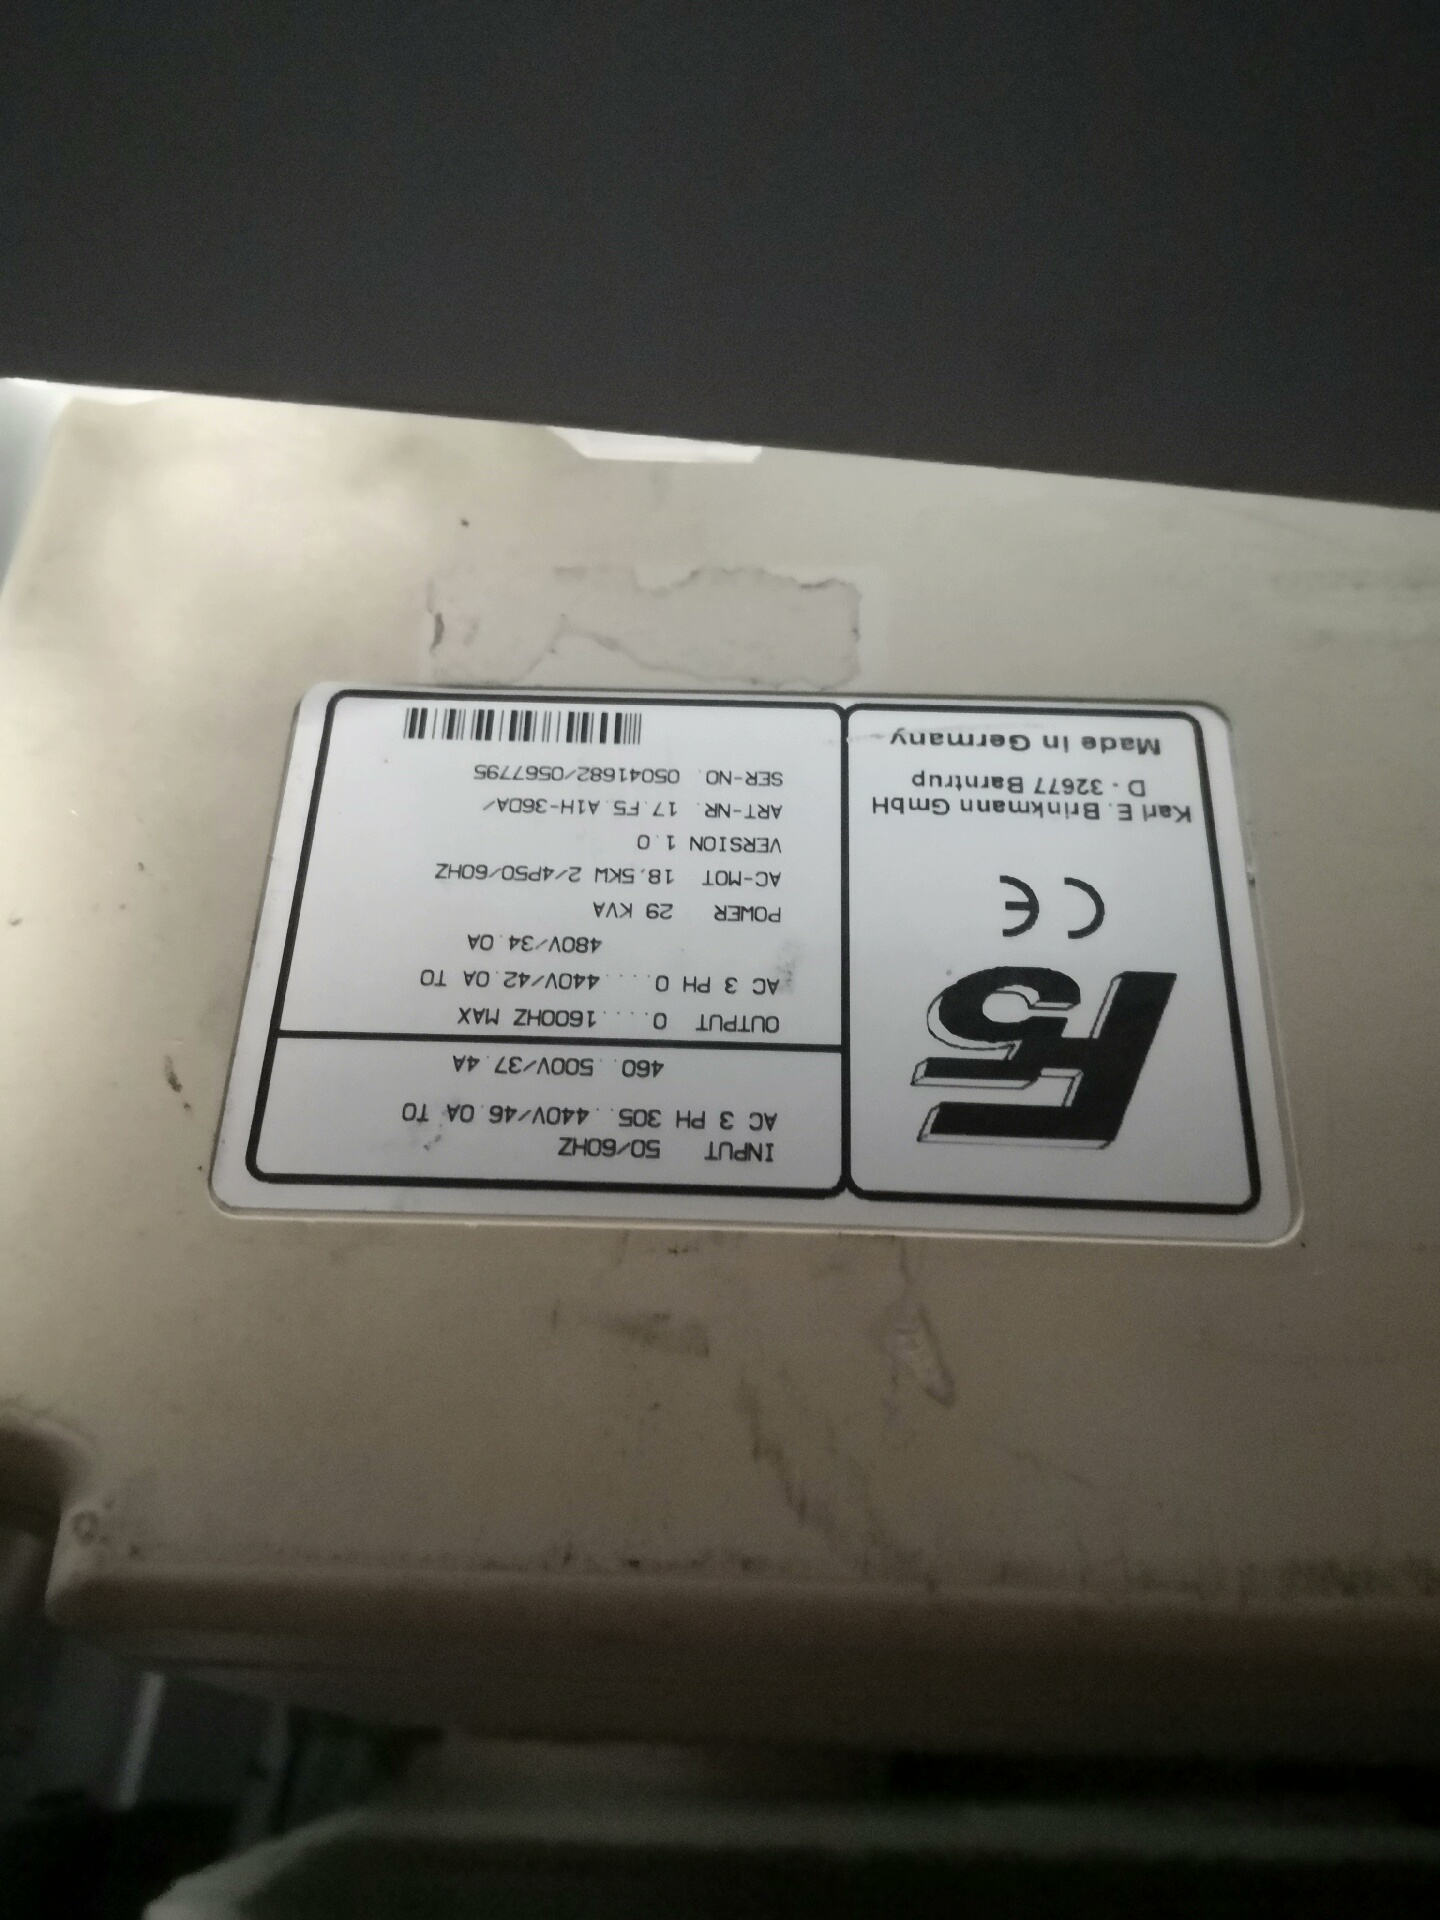 F5
CE
Karl E. Brinkmann GmbH
D - 32677 Barntrup
Made in Germany
INPUT 50/60HZ
AC 3 PH 305...440V/46.0A TO
460..500V/37.4A
OUTPUT 0.....1600HZ MAX
AC 3 PH 0.....440V/42.0A TO
480V/34.0A
POWER 29 KVA
AC-MOT 18.5KW 2/4P50/60HZ
VERSION 1.0
ART-NR. 17.F5.A1H-36DA/
SER-NO. 05041682/0567795